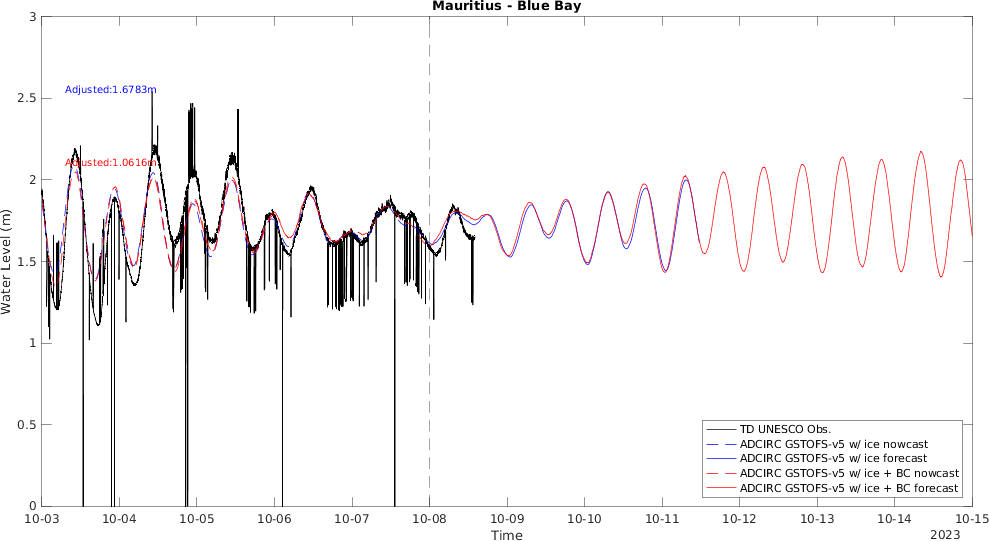 Mauritius - Blue Bay
3
2.5
2
1.5
1
0.5
0
Water Level (m)
Adjusted:1.6783m
Adjusted:1.0616m
TD UNESCO Obs.
ADCIRC GSTOFS-v5 w/ ice nowcast
ADCIRC GSTOFS-v5 w/ ice forecast
ADCIRC GSTOFS-v5 w/ ice + BC nowcast
ADCIRC GSTOFS-v5 w/ ice + BC forecast
10-03 10-04 10-05 10-06 10-07 10-08 10-09 10-10 10-11 10-12 10-13 10-14 10-15
Time
2023